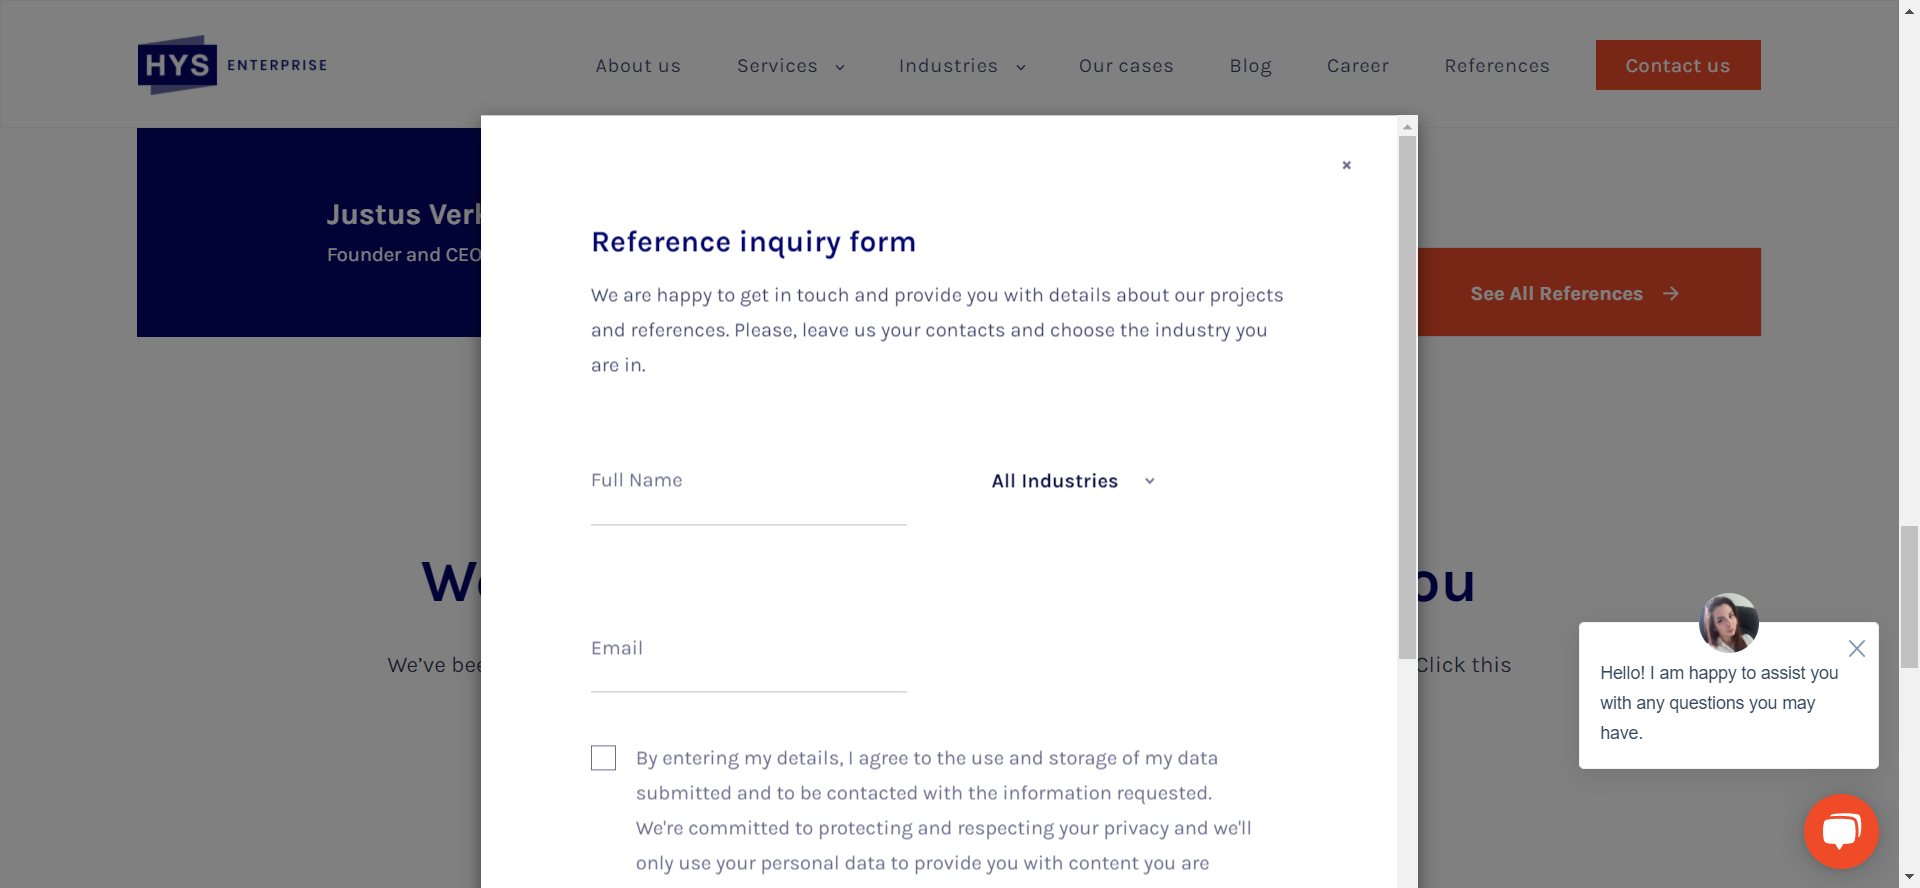 HYS ENTERPRISE
About us Services Industries Our cases Blog Career References Contact us
Justus
Founder and CEO
See All References
×
Reference inquiry form
We are happy to get in touch and provide you with details about our projects
and references. Please, leave us your contacts and choose the industry you
are in.
Full Name
All Industries
Email
By entering my details, I agree to the use and storage of my data
submitted and to be contacted with the information requested.
We're committed to protecting and respecting your privacy and we'll
only use your personal data to provide you with content you are
We've
Click this
Hello! I am happy to assist you
with any questions you may
have.